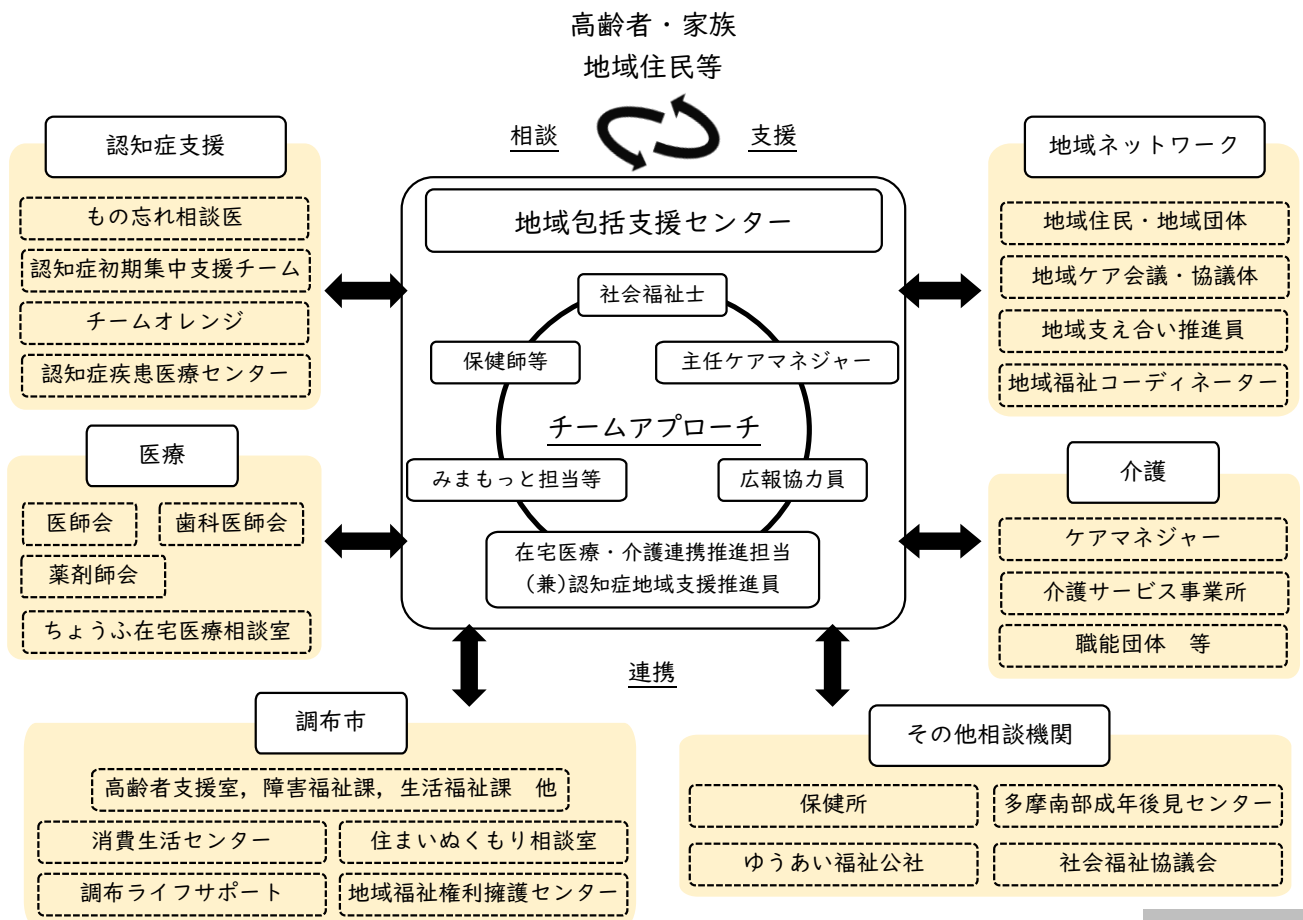 高齢者・家族
地域住民等
相談
支援
認知症支援
もの忘れ相談医
認知症初期集中支援チーム
チームオレンジ
認知症疾患医療センター
医療
医師会
歯科医師会
薬剤師会
ちょうふ在宅医療相談室
地域包括支援センター
社会福祉士
保健師等
主任ケアマネジャー
チームアプローチ
みまもっと担当等
広報協力員
在宅医療・介護連携推進担当
(兼)認知症地域支援推進員
地域ネットワーク
地域住民・地域団体
地域ケア会議・協議体
地域支え合い推進員
地域福祉コーディネーター
介護
ケアマネジャー
介護サービス事業所
職能団体　等
連携
調布市
高齢者支援室，障害福祉課，生活福祉課　他
消費生活センター
住まいぬくもり相談室
調布ライフサポート
地域福祉権利擁護センター
その他相談機関
保健所
多摩南部成年後見センター
ゆうあい福祉公社
社会福祉協議会